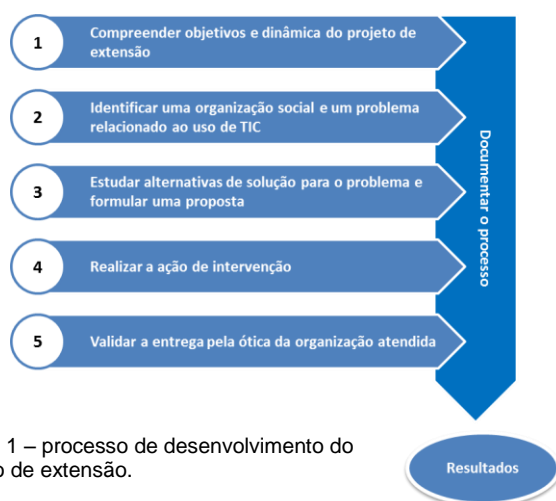 1
Compreender objetivos e dinâmica do projeto de
extensão
2
Identificar uma organização social e um problema
relacionado ao uso de TIC
3
Estudar alternativas de solução para o problema e
formular uma proposta
4
Realizar a ação de intervenção
5
Validar a entrega pela ótica da organização atendida
Documentar o processo
1 – processo de desenvolvimento do
o de extensão.
Resultados